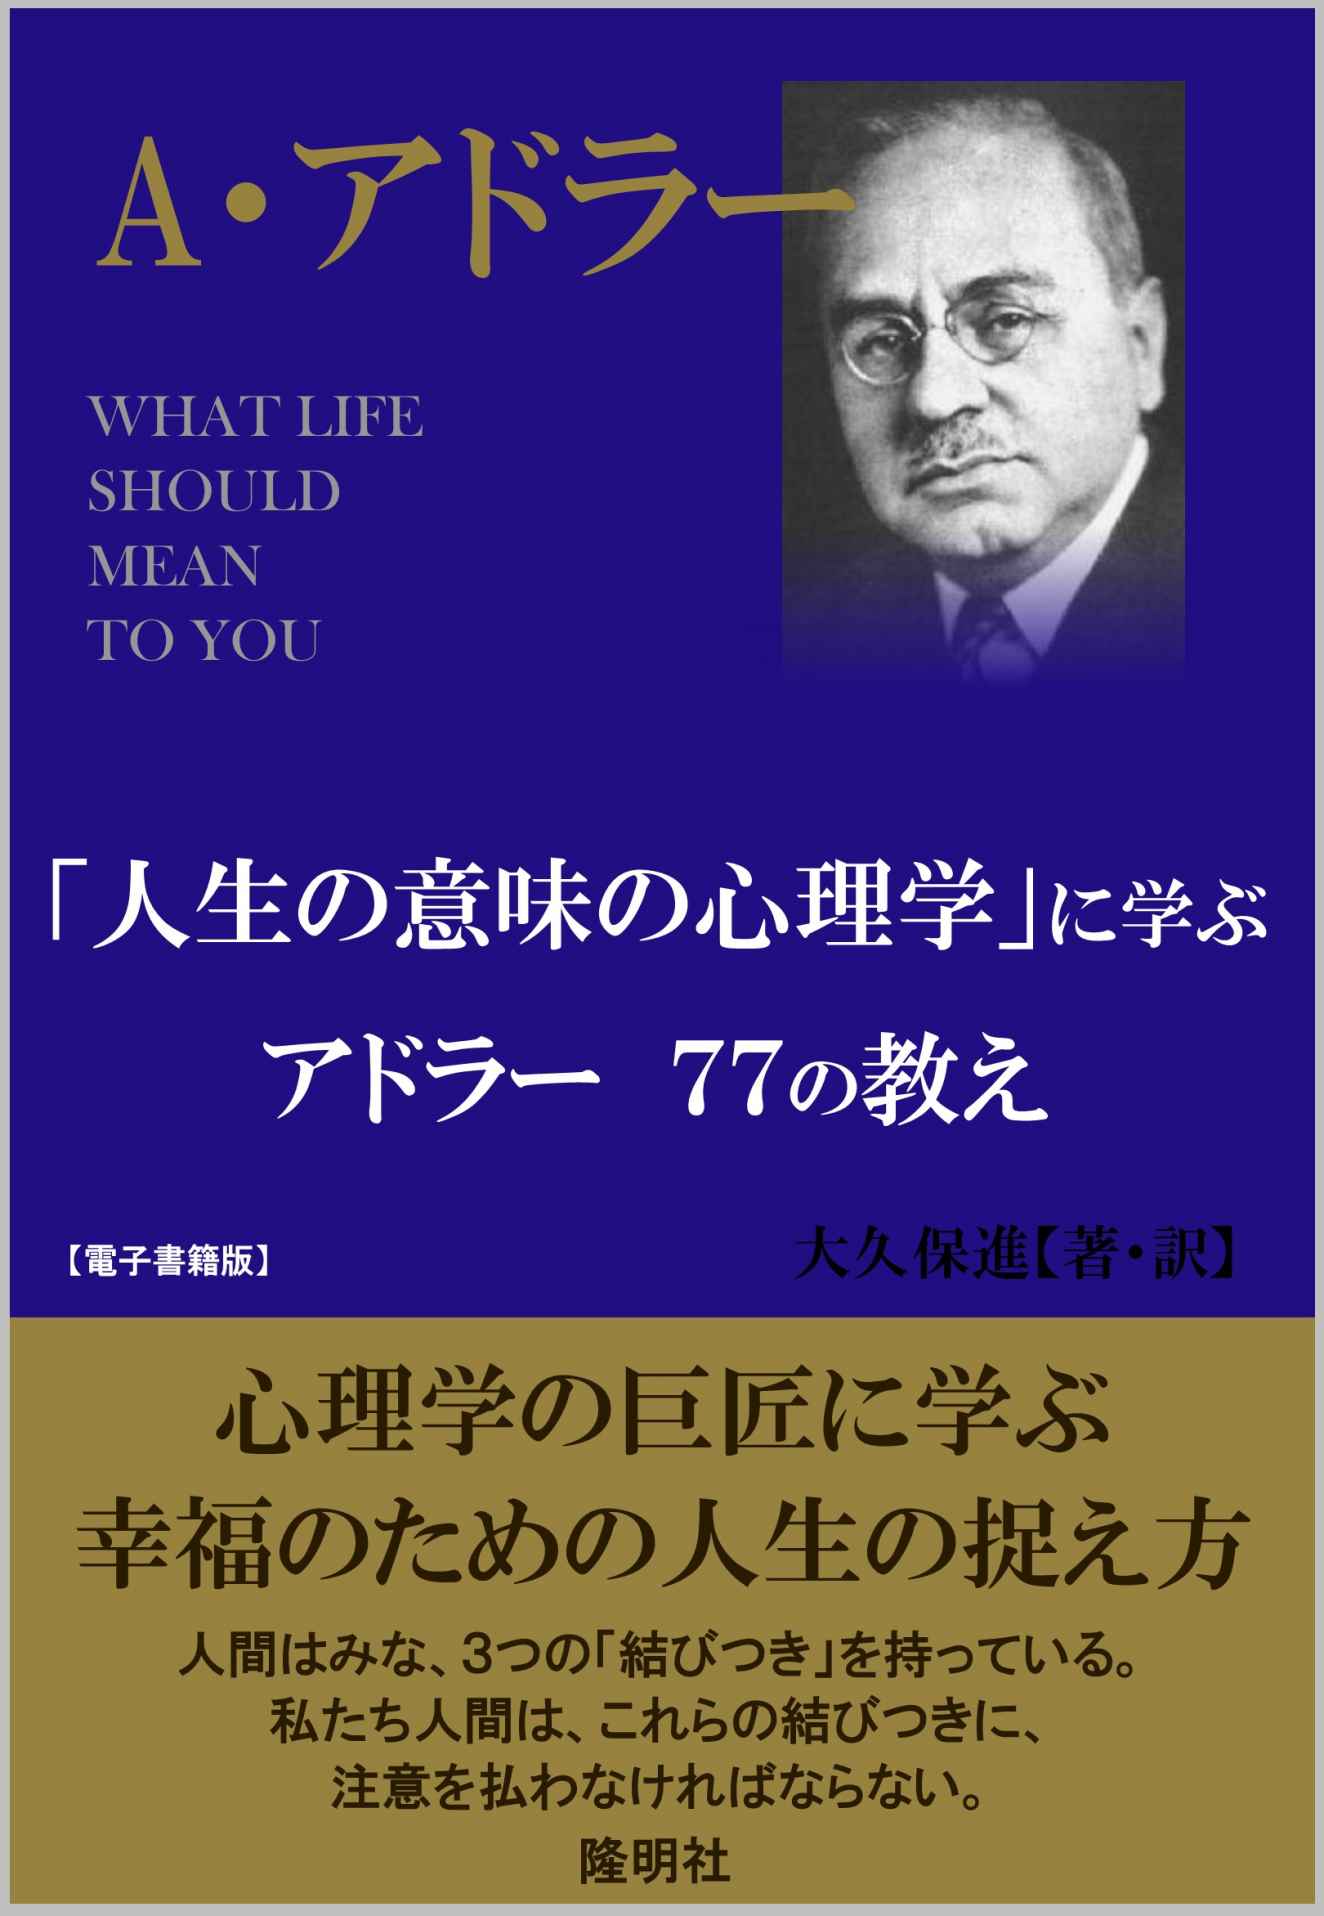 A・アドラー
WHAT LIFE
SHOULD
MEAN
TO YOU
「人生の意味の心理学」に学ぶ
アドラー 77の教え
【電子書籍版】
大久保進【著・訳】
心理学の巨匠に学ぶ
幸福のための人生の捉え方
人間はみな、3つの「結びつき」を持っている。
私たち人間は、これらの結びつきに、
注意を払わなければならない。
隆明社